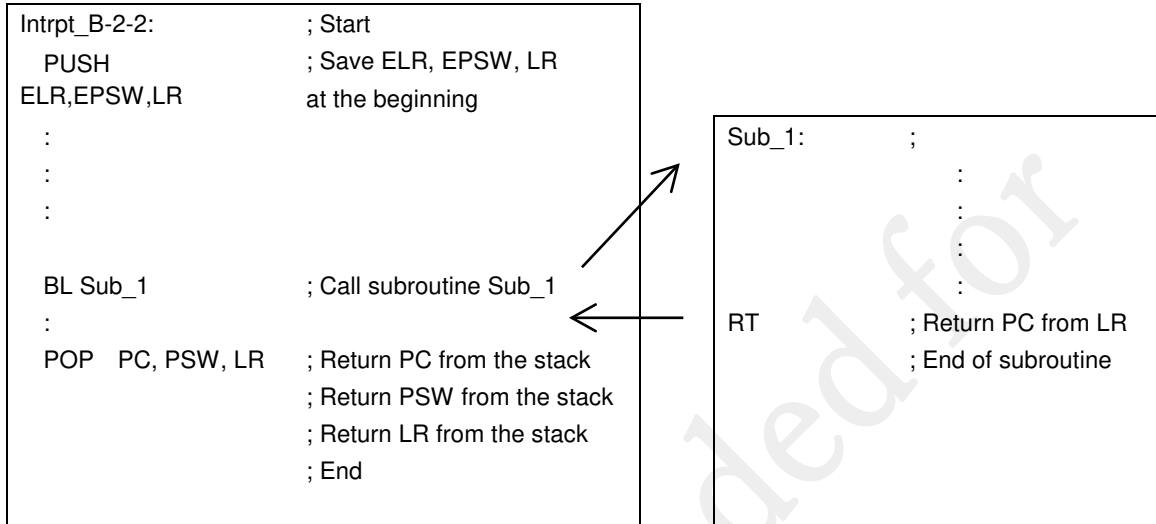 Intrpt_B-2-2: ; Start
PUSH ; Save ELR, EPSW, LR
ELR,EPSW,LR at the beginning
:
:
:
BL Sub_1 ; Call subroutine Sub_1
:
POP PC, PSW, LR ; Return PC from the stack
; Return PSW from the stack
; Return LR from the stack
; End
Sub_1: ;
:
:
:
:
RT ; Return PC from LR
; End of subroutine
ded for